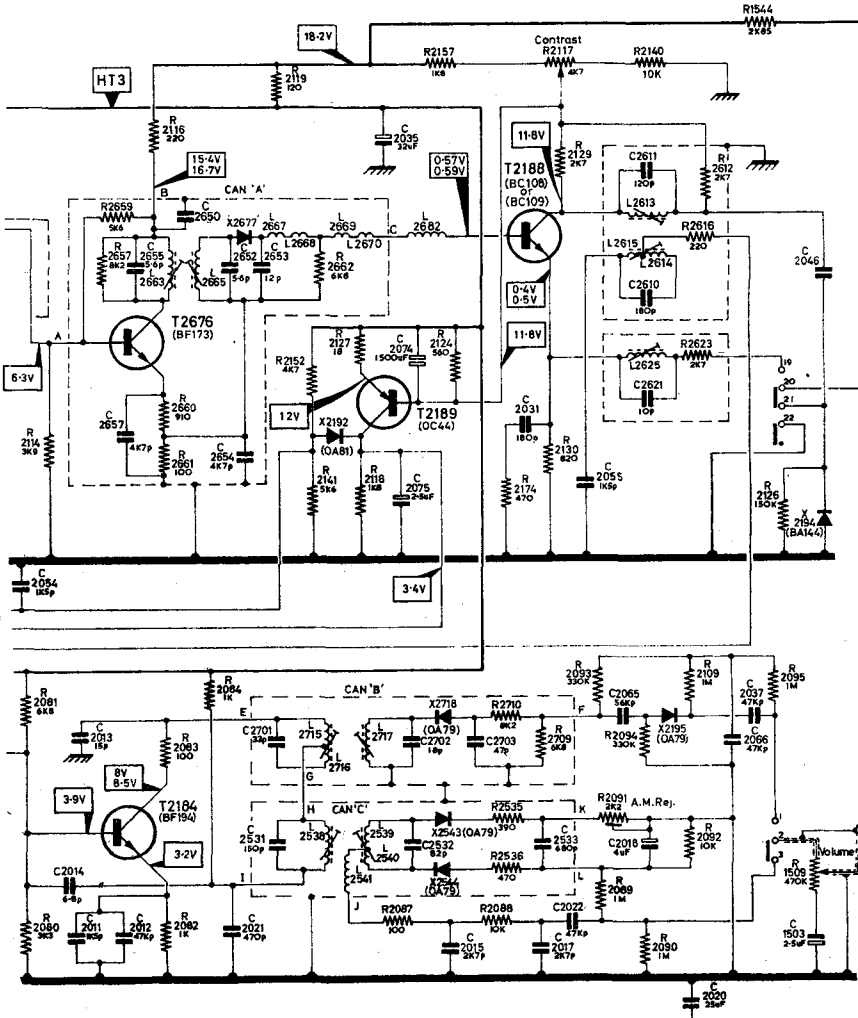 R1544
2K85
18·2V
Contrast
R2157
1K8
R2117
4K7
R2140
10K
HT3
R
2119
120
R
2116
220
C
2035
32uF
15·4V
16·7V
B
0·57V
0·59V
11·8V
T2188
(BC108)
or
(BC109)
R
2129
2K7
C2611
120p
L2613
R
2612
2K7
CAN 'A'
R2659
5K6
C
2650
X2677
L
2667
L2668
L
2669
L2670
C
L
2682
R
2657
8K2
C
2655
5·6p
L
2663
L
2665
C
2652
5·6p
C
2653
12p
R
2662
6K8
L2615
L2614
R2616
220
C2610
180p
C
2046
0·4V
0·5V
T2676
(BF173)
A
6·3V
R
2152
4K7
R
2127
18
C
2074
1500uF
R
2124
560
11·8V
R2623
2K7
L2625
C2621
10p
19
20
21
22
12V
T2189
(OC44)
X2192
(OA81)
C
2657
4K7p
R
2660
910
R
2661
100
C
2654
4K7p
R
2114
3K9
R
2141
5K6
R
2118
1K8
C
2075
2·5uF
C
2031
180p
R
2130
820
R
2174
470
C
2055
1K5p
R
2126
150K
X
2194
(BA144)
C
2054
1K5p
3·4V
R
2081
6K8
R
2084
1K
CAN 'B'
E
C2701
33p
L
2715
L
2716
L
2717
X2718
(OA79)
C
2702
18p
R2710
8K2
C2703
47p
R
2709
6K8
F
G
R
2093
330K
C2065
56Kp
R
2094
330K
X2195
(OA79)
R
2109
1M
C
2037
47Kp
R
2095
1M
C
2066
47Kp
C
2013
15p
R
2083
100
8V
8·5V
3·9V
T2184
(BF194)
3·2V
H
CAN'C'
C
2531
150p
L
2538
L
2539
L
2540
L
2541
X2543(OA79)
C
2532
82p
X2544
(OA79)
R2535
390
R2536
470
C
2533
680p
K
L
I
J
R2091
2K2
A.M.Rej.
C
2018
4uF
R
2092
10K
1
2
3
Volume
R
1509
470K
C2014
6·8p
R
2080
3K3
C
2011
1K5p
C
2012
47Kp
R
2082
1K
C
2021
470p
R2087
100
R2088
10K
C2022
47Kp
R
2089
1M
C
2015
2K7p
C
2017
2K7p
R
2090
1M
C
1503
2·5uF
C
2020
25uF